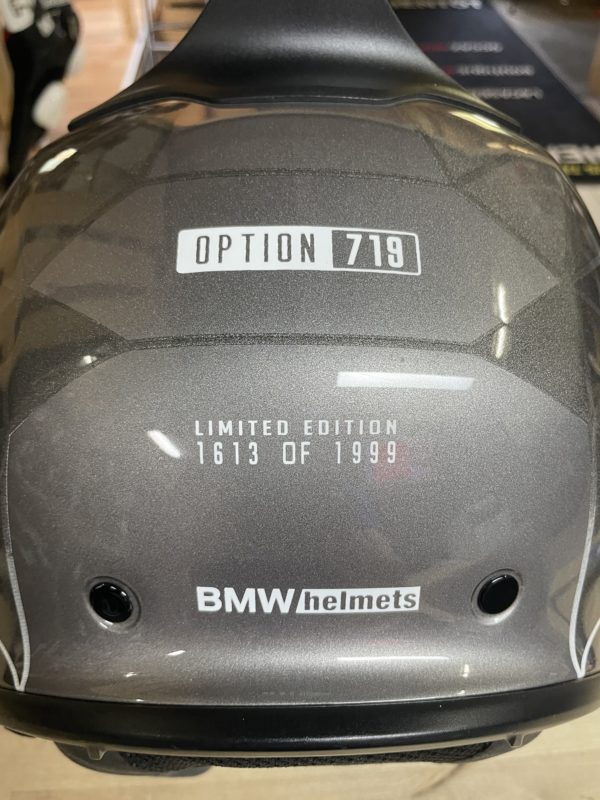 OPTION 719
LIMITED EDITION
1613 OF 1999
BMW helmets